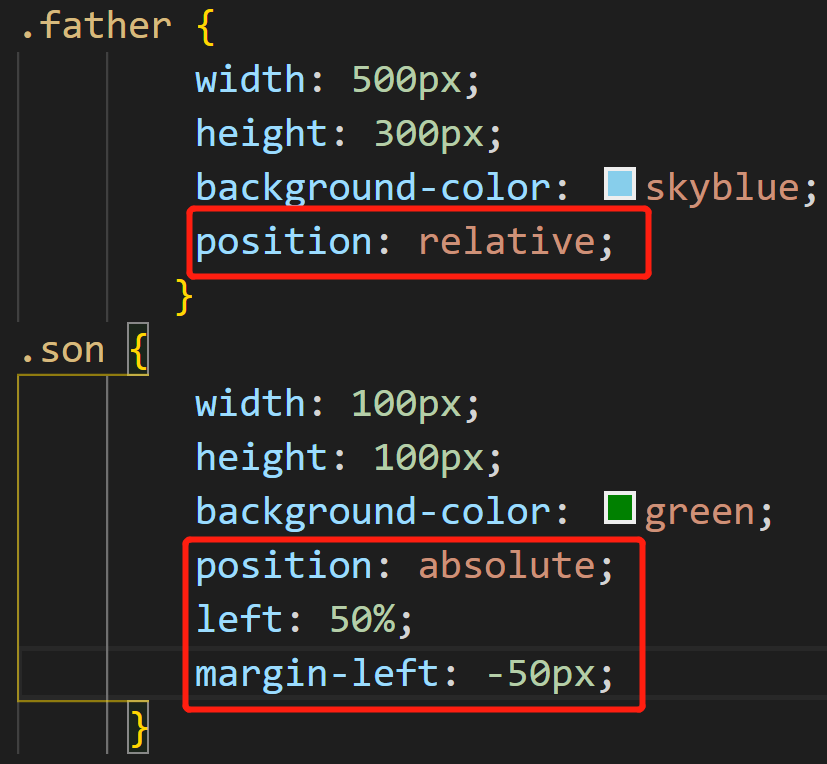 .father {
width: 500px;
height: 300px;
background-color: skyblue;
position: relative;
}
.son {
width: 100px;
height: 100px;
background-color: green;
position: absolute;
left: 50%;
margin-left: -50px;
}